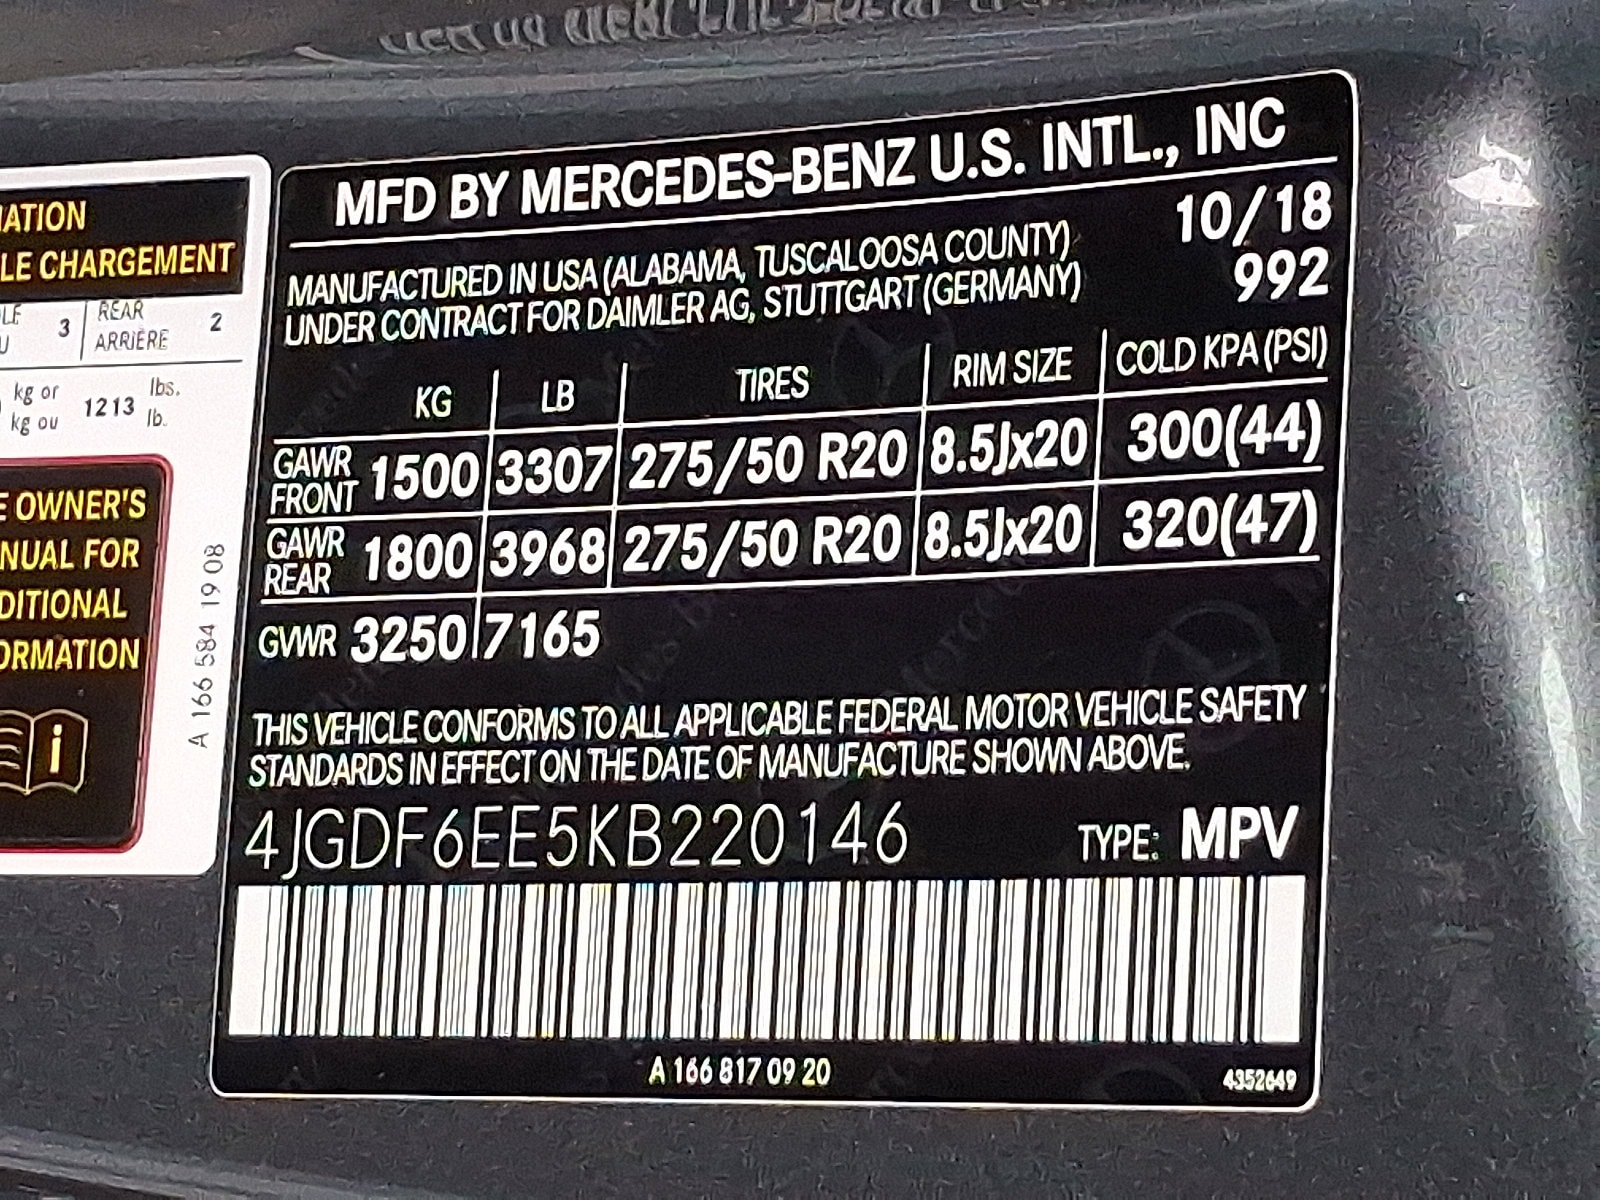 MATION
LE CHARGEMENT
3
REAR
ARRIÈRE
2
kg or
kg ou
1213
lbs.
lb.
OWNER'S
FOR
A 166 584 19 08
MFD BY MERCEDES-BENZ U.S. INTL., INC
10/18
MANUFACTURED IN USA (ALABAMA, TUSCALOOSA COUNTY)
UNDER CONTRACT FOR DAIMLER AG, STUTTGART (GERMANY)
992
KG LB TIRES RIM SIZE COLD KPA (PSI)
GAWR FRONT 1500 3307 275/50 R20 8.5Jx20 300(44)
GAWR REAR 1800 3968 275/50 R20 8.5Jx20 320(47)
GVWR 3250 7165
THIS VEHICLE CONFORMS TO ALL APPLICABLE FEDERAL MOTOR VEHICLE SAFETY
STANDARDS IN EFFECT ON THE DATE OF MANUFACTURE SHOWN ABOVE.
4JGDF6EE5KB220146 TYPE: MPV
A 166 817 09 20
4352649